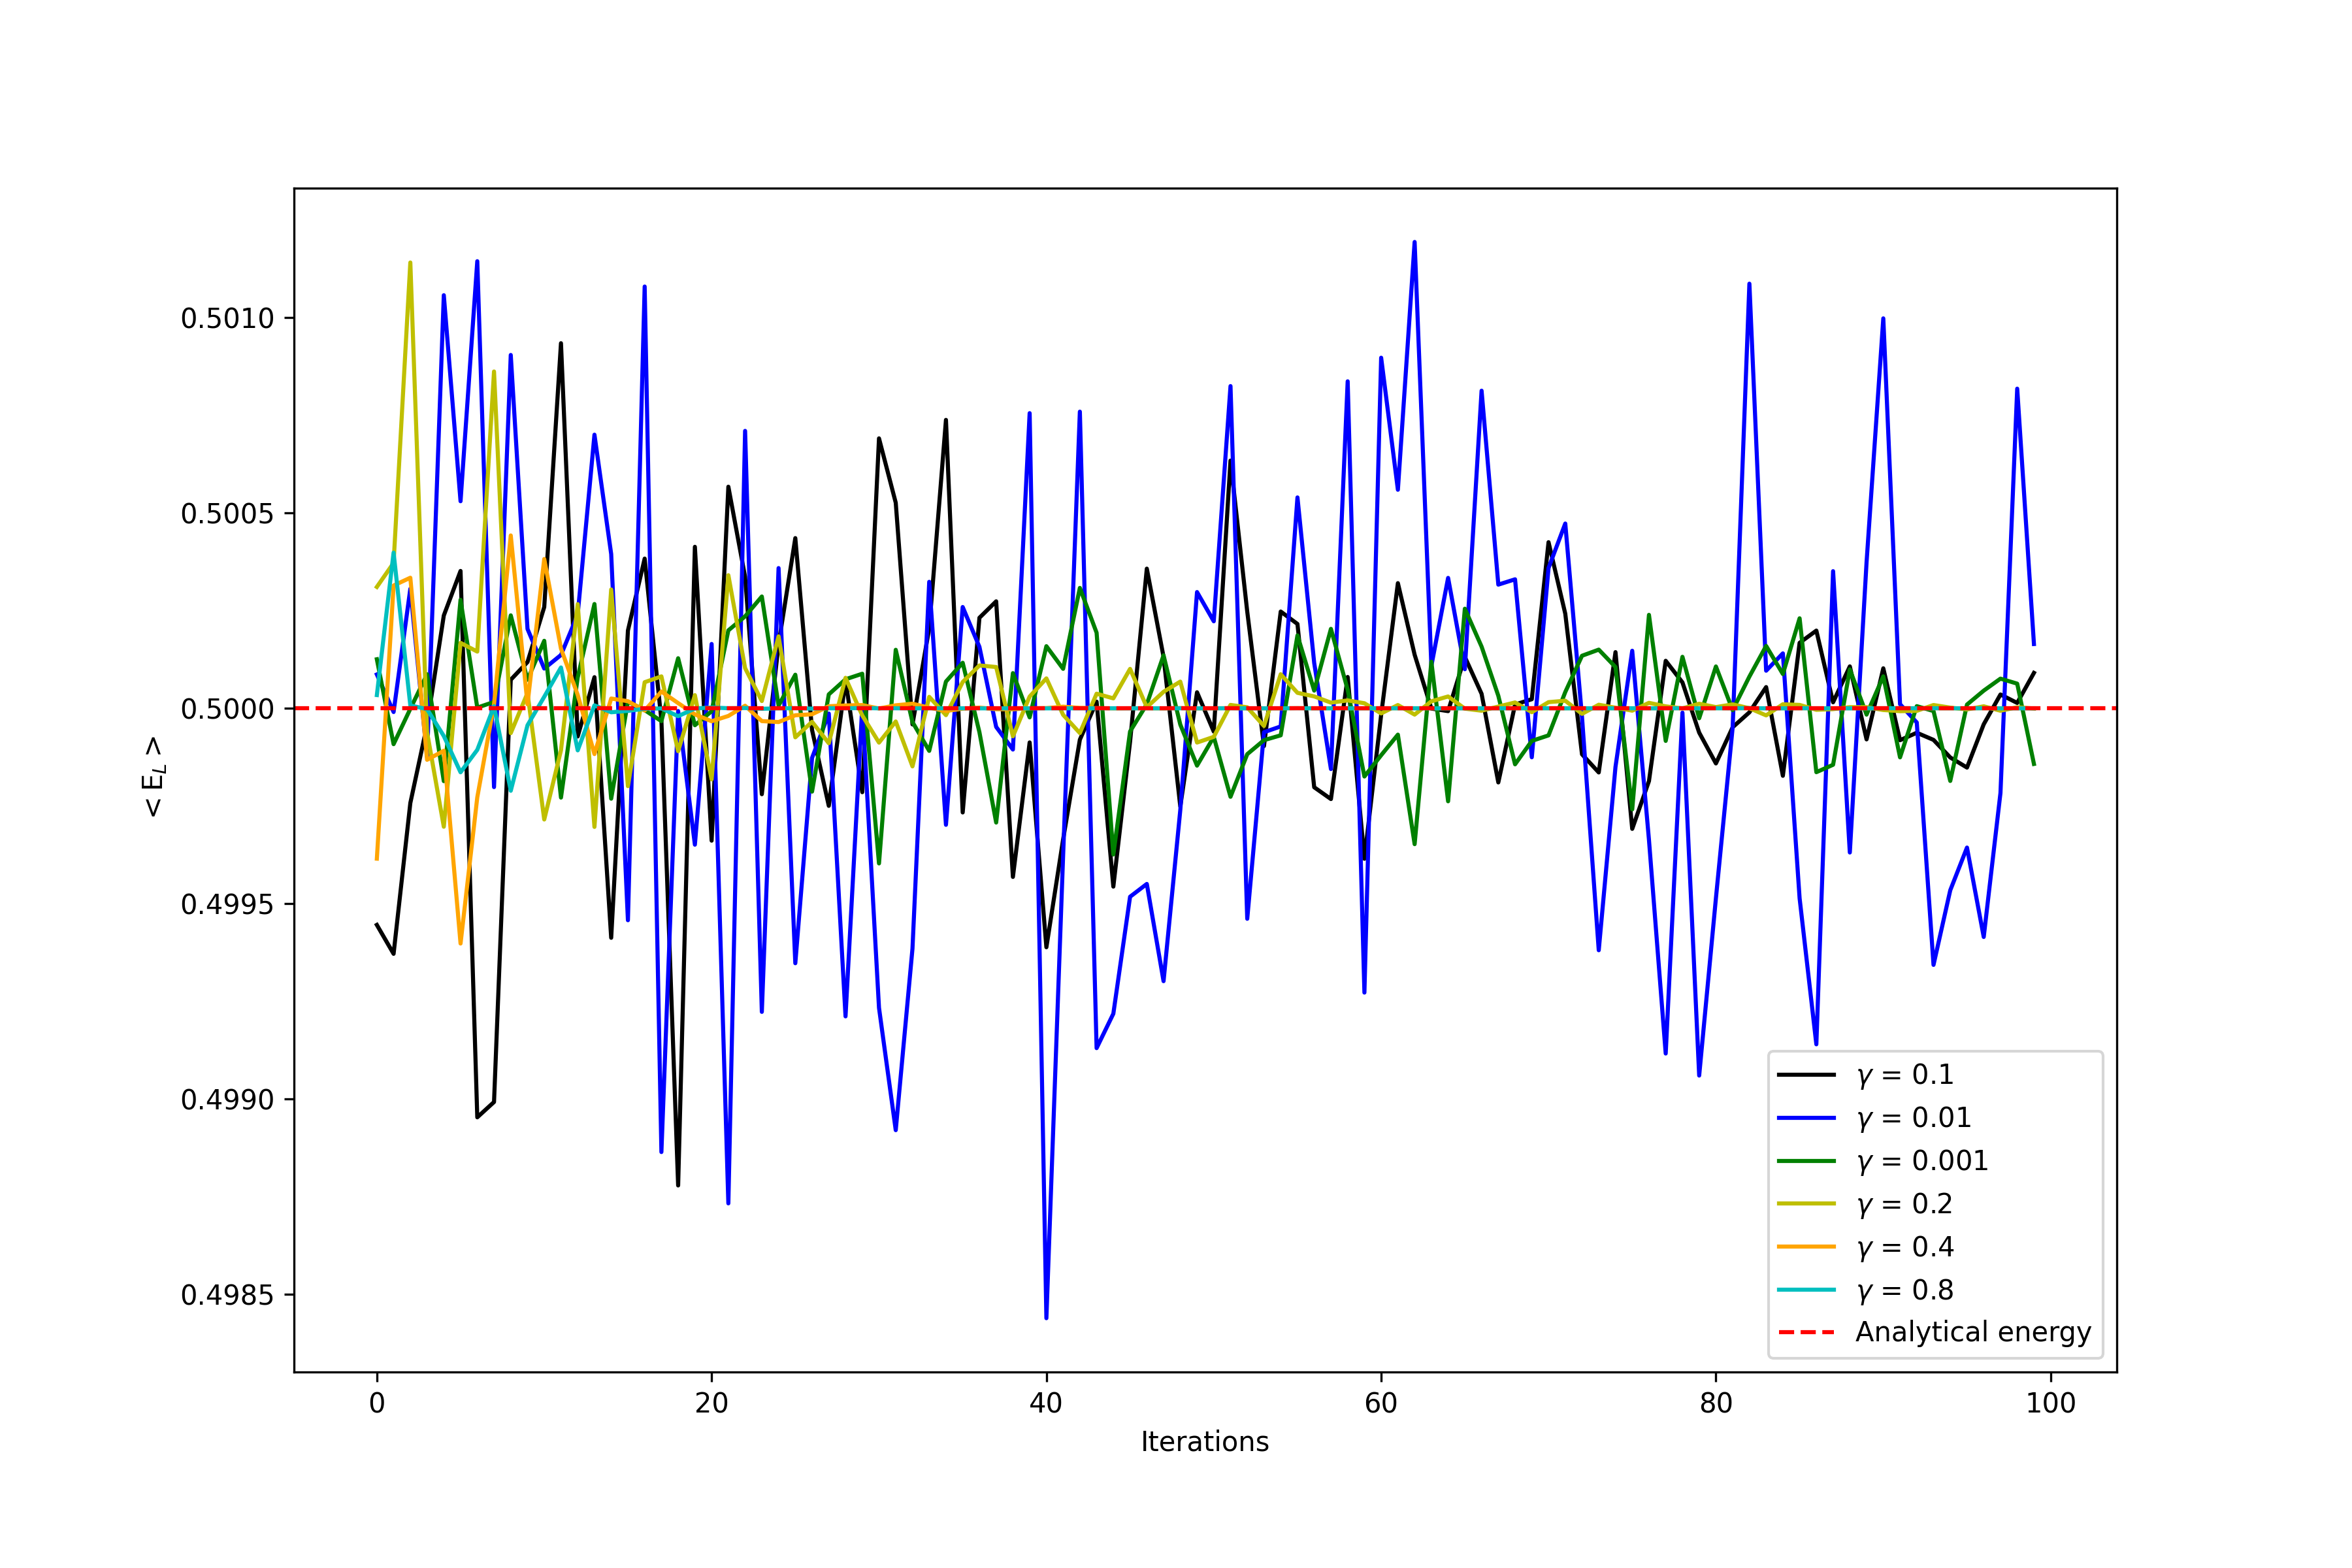 0.5010
0.5005
0.5000
0.4995
0.4990
0.4985
< E_L >
0 20 40 60 80 100
Iterations
γ = 0.1
γ = 0.01
γ = 0.001
γ = 0.2
γ = 0.4
γ = 0.8
Analytical energy